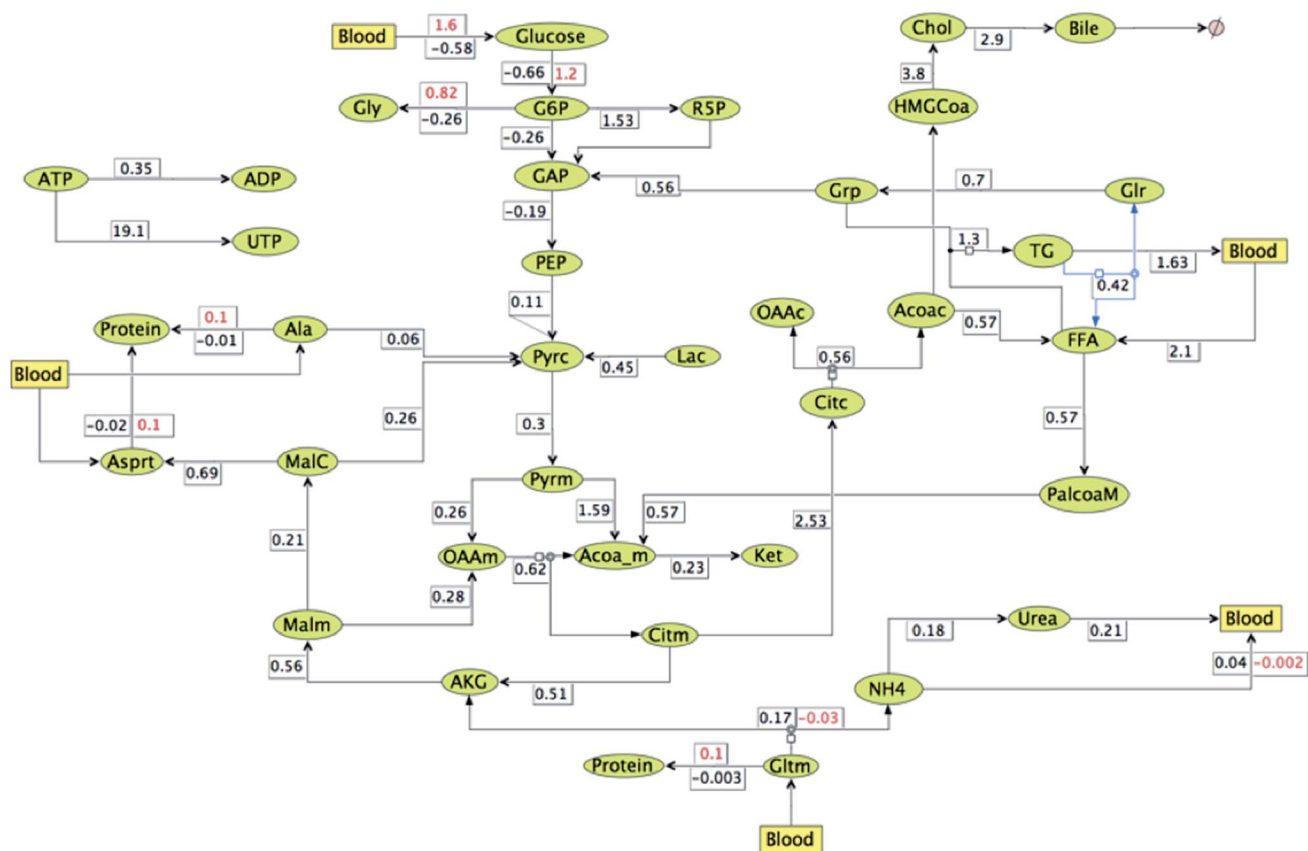 Blood
1.6
−0.58
Glucose
Chol
2.9
Bile
−0.66 1.2
3.8
Gly
0.82
−0.26
G6P
1.53
R5P
HMGCoa
−0.26
ATP
0.35
ADP
GAP
0.56
Grp
0.7
Glr
−0.19
19.1
UTP
PEP
1.3
TG
1.63
Blood
0.42
0.11
OAAc
Acoac
0.57
FFA
2.1
Protein
0.1
−0.01
Ala
0.06
Pyrc
0.45
Lac
0.56
Blood
Citc
−0.02 0.1
0.26
0.3
0.57
Asprt
0.69
MalC
Pyrm
PalcoaM
0.26
1.59
0.57
2.53
0.21
OAAm
0.62
Acoa_m
0.23
Ket
0.28
Malm
Citm
0.18
Urea
0.21
Blood
0.56
AKG
0.51
NH4
0.04 −0.002
0.17 −0.03
Protein
0.1
−0.003
Gltm
Blood